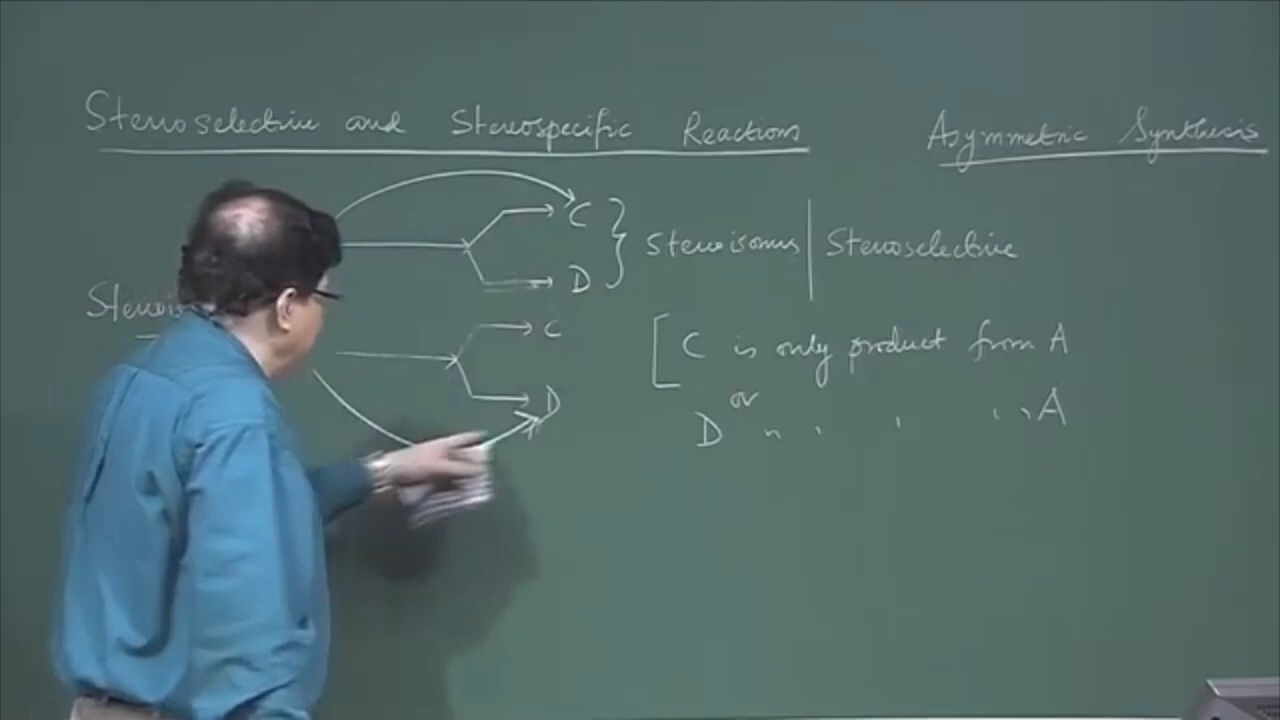 Stereoselective and Stereospecific Reactions
Asymmetric Synthesis
C
D
} Stereoisomers | Stereoselective
C
D
[ C is only product from A
or
D " " " " " A